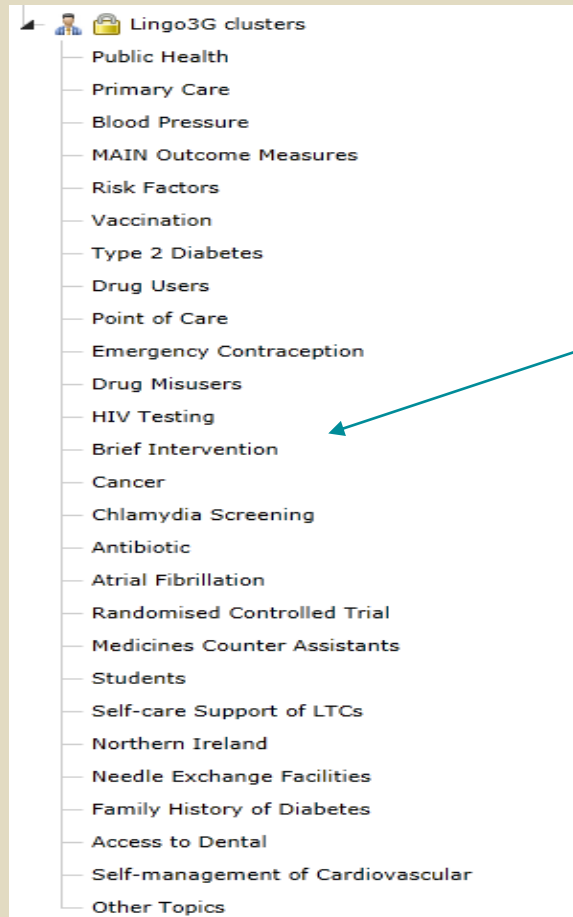 Lingo3G clusters
Public Health
Primary Care
Blood Pressure
MAIN Outcome Measures
Risk Factors
Vaccination
Type 2 Diabetes
Drug Users
Point of Care
Emergency Contraception
Drug Misusers
HIV Testing
Brief Intervention
Cancer
Chlamydia Screening
Antibiotic
Atrial Fibrillation
Randomised Controlled Trial
Medicines Counter Assistants
Students
Self-care Support of LTCs
Northern Ireland
Needle Exchange Facilities
Family History of Diabetes
Access to Dental
Self-management of Cardiovascular
Other Topics